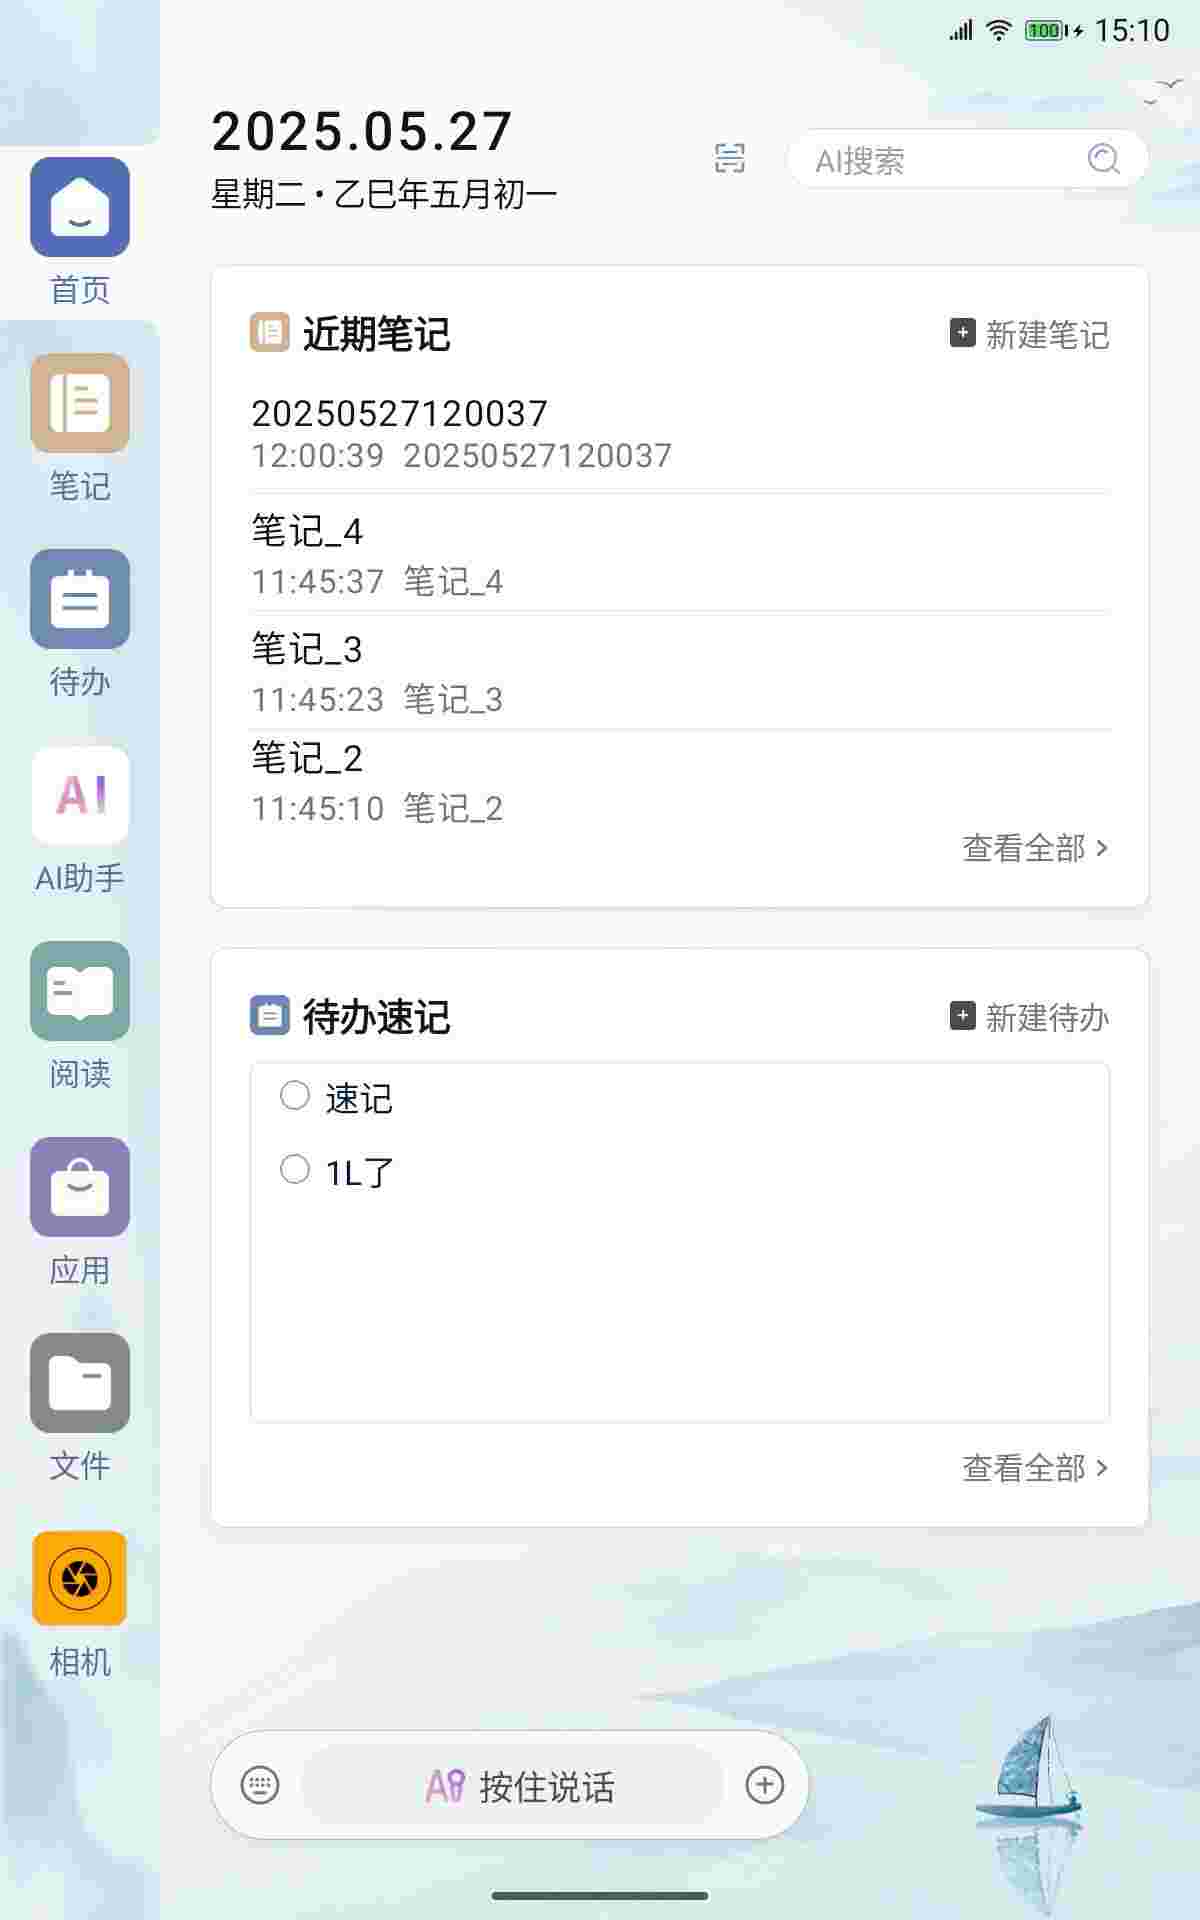 100 15:10
2025.05.27
星期二·乙巳年五月初一
AI搜索
首页
笔记
待办
AI
AI助手
阅读
应用
文件
相机
近期笔记
新建笔记
20250527120037
12:00:39 20250527120037
笔记_4
11:45:37 笔记_4
笔记_3
11:45:23 笔记_3
笔记_2
11:45:10 笔记_2
查看全部 >
待办速记
新建待办
速记
1L了
查看全部 >
按住说话